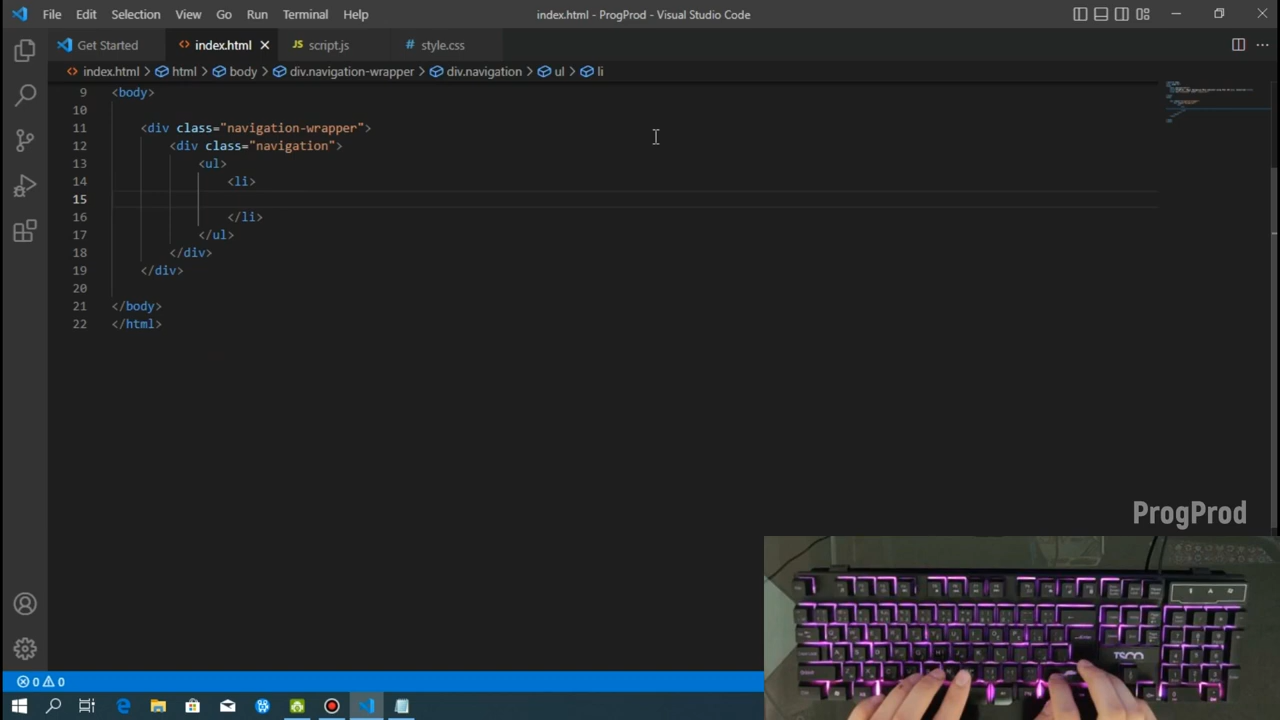 File Edit Selection View Go Run Terminal Help index.html - ProgProd - Visual Studio Code
Get Started index.html JS script.js # style.css
index.html > html > body > div.navigation-wrapper > div.navigation > ul > li
9 <body>
10
11 <div class="navigation-wrapper">
12 <div class="navigation">
13 <ul>
14 <li>
15
16 </li>
17 </ul>
18 </div>
19 </div>
20
21 </body>
22 </html>
ProgProd
0 0